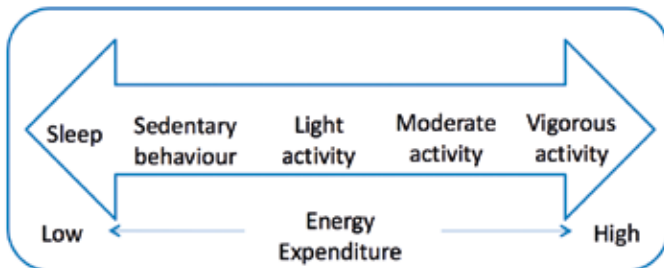 Sleep
Sedentary
behaviour
Light
activity
Moderate
activity
Vigorous
activity
Low
Energy
Expenditure
High